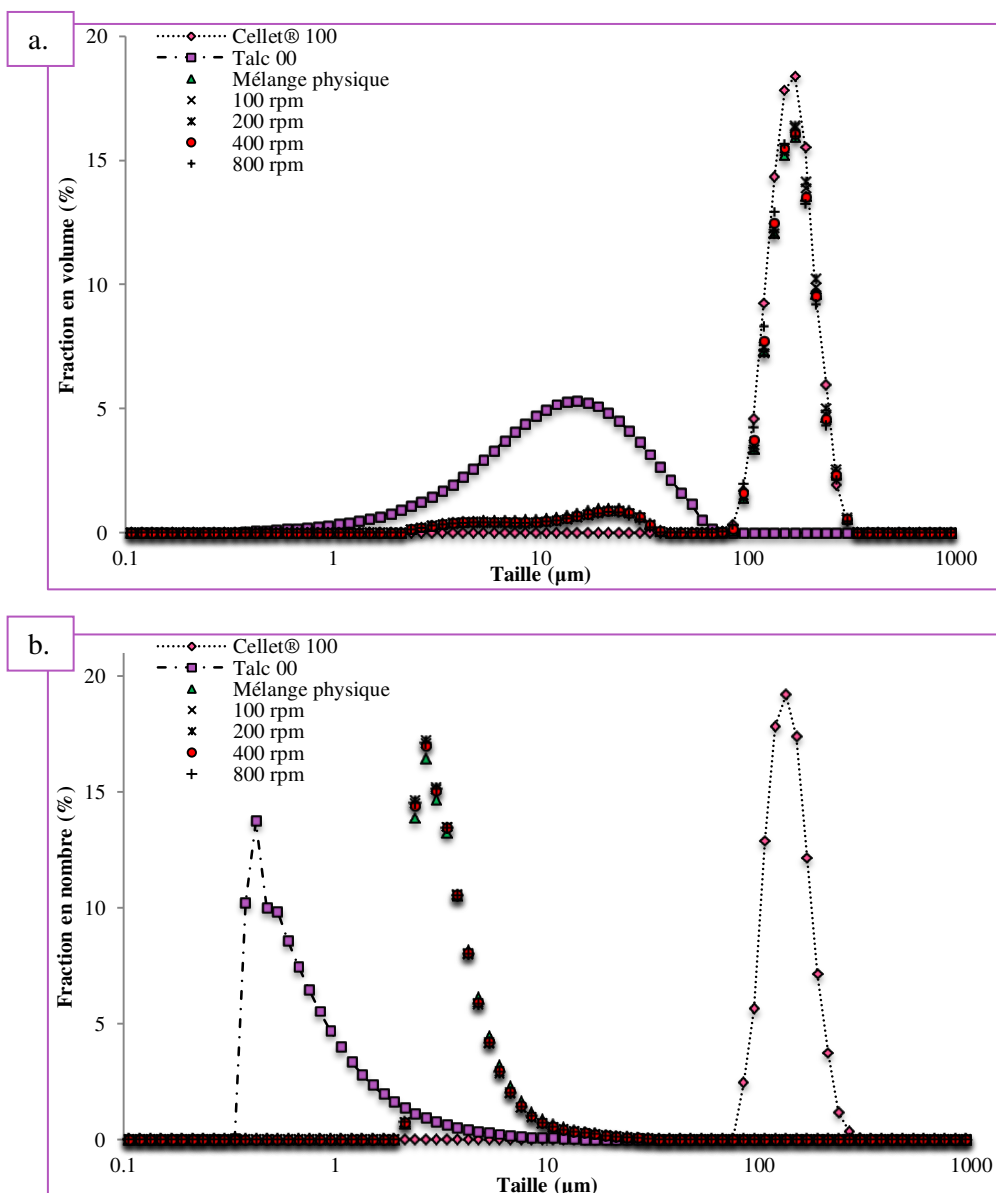 a.
Cellet® 100
Talc 00
Mélange physique
100 rpm
200 rpm
400 rpm
800 rpm
Fraction en volume (%)
20
15
10
5
0
0.1 1 10 100 1000
Taille (µm)
b.
Cellet® 100
Talc 00
Mélange physique
100 rpm
200 rpm
400 rpm
800 rpm
Fraction en nombre (%)
20
15
10
5
0
0.1 1 10 100 1000
Taille (µm)